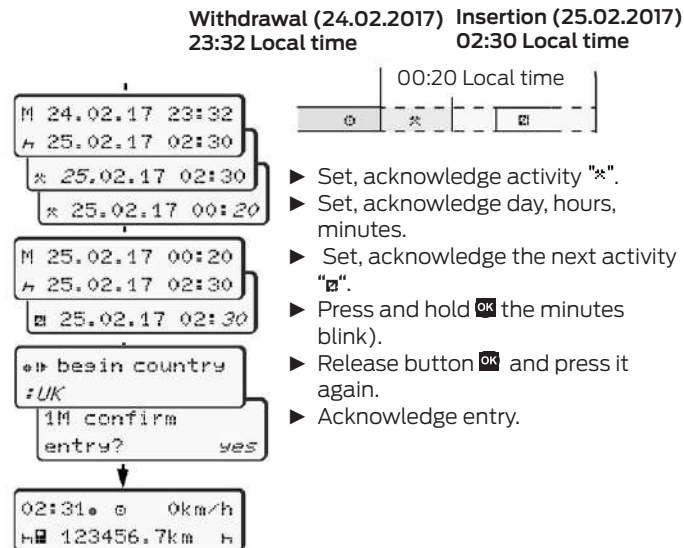 Withdrawal (24.02.2017) Insertion (25.02.2017)
23:32 Local time 02:30 Local time
00:20 Local time
M 24.02.17 23:32
25.02.17 02:30
25.02.17 02:30
25.02.17 00:20
M 25.02.17 00:20
25.02.17 02:30
25.02.17 02:30
begin country
:UK
1M confirm
entry? yes
02:31 0km/h
123456.7km
► Set, acknowledge activity "".
► Set, acknowledge day, hours,
minutes.
► Set, acknowledge the next activity
"".
► Press and hold OK the minutes
blink).
► Release button OK and press it
again.
► Acknowledge entry.